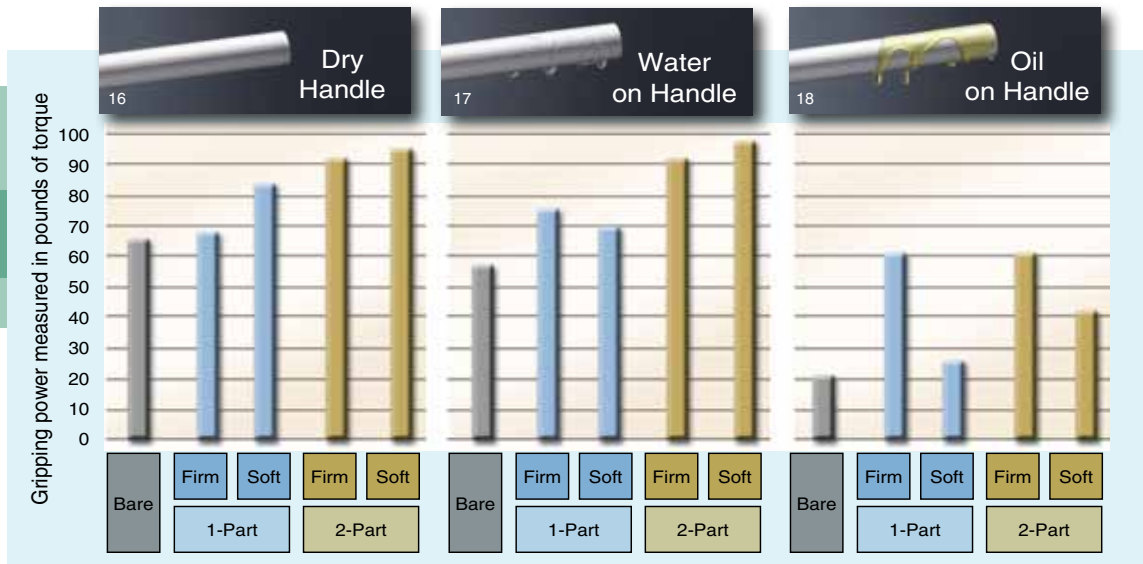 Dry
Handle
16
Water
on Handle
17
Oil
on Handle
18
Gripping power measured in pounds of torque
100
90
80
70
60
50
40
30
20
10
0
Bare
Firm
Soft
Firm
Soft
1-Part
2-Part
Bare
Firm
Soft
Firm
Soft
1-Part
2-Part
Bare
Firm
Soft
Firm
Soft
1-Part
2-Part